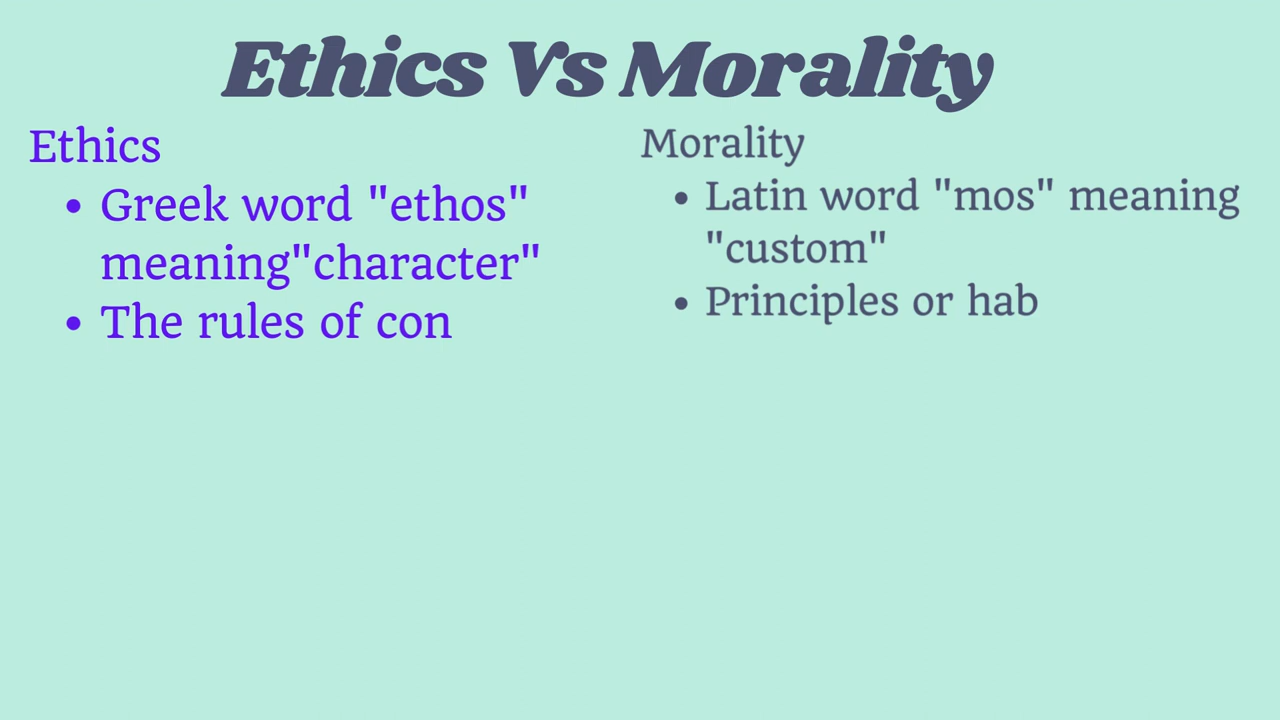 Ethics Vs Morality
Ethics
• Greek word "ethos"
meaning"character"
• The rules of con
Morality
• Latin word "mos" meaning
"custom"
• Principles or hab